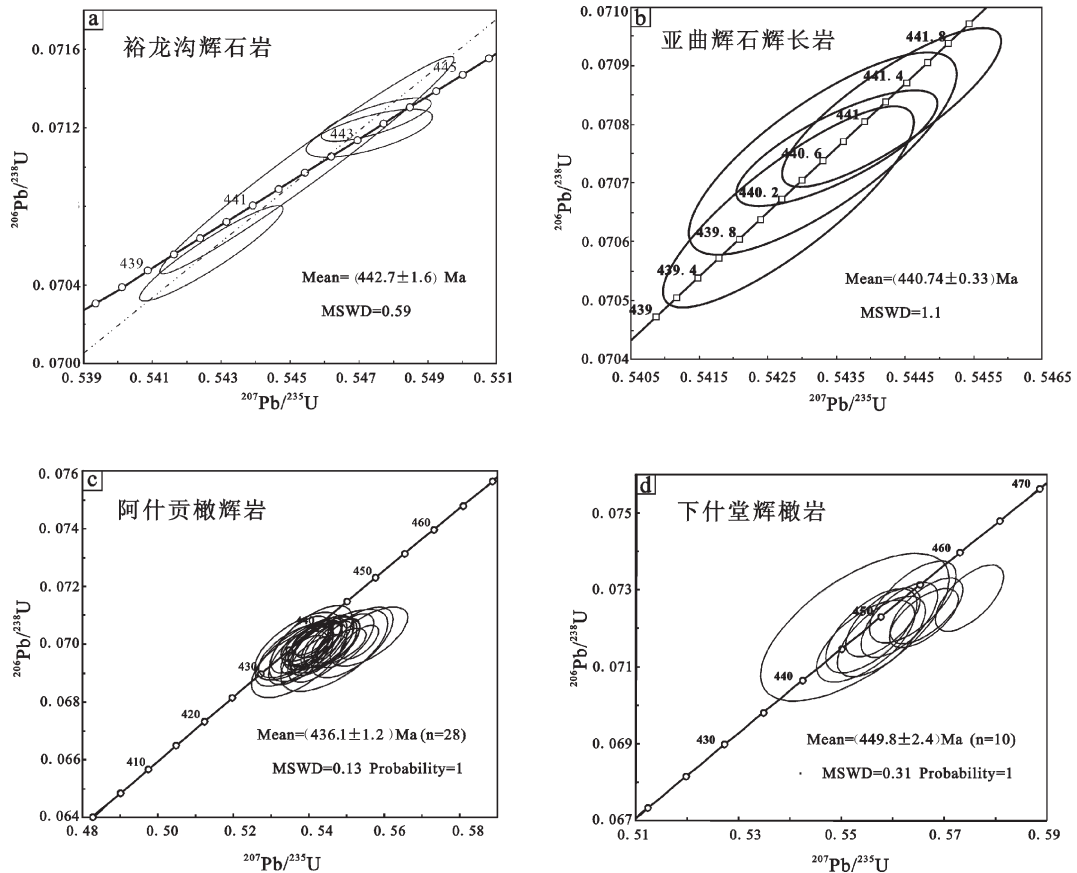 a
裕龙沟辉石岩
0. 0716
0. 0712
0. 0704
0. 0700
²⁰⁶Pb/²³⁸U
445
443
441
439
Mean= (442.7±1.6) Ma
MSWD=0.59
0. 539
0. 541
0. 543
0. 545
0. 547
0. 549
0. 551
²⁰⁷Pb/²³⁵U
b
亚曲辉石辉长岩
0. 0710
0. 0709
0. 0708
0. 0707
0. 0706
0. 0705
0. 0704
²⁰⁶Pb/²³⁸U
441. 8
441. 4
441
440. 6
440. 2
439. 8
439. 4
439
Mean=(440.74±0.33)Ma
MSWD=1.1
0. 5405
0. 5415
0. 5425
0. 5435
0. 5445
0. 5455
0. 5465
²⁰⁷Pb/²³⁵U
c
阿什贡橄辉岩
0. 076
0. 074
0. 072
0. 070
0. 068
0. 066
0. 064
²⁰⁶Pb/²³⁸U
460
450
440
430
420
410
Mean=(436.1±1.2)Ma(n=28)
MSWD=0.13 Probability=1
0. 48
0. 50
0. 52
0. 54
0. 56
0. 58
²⁰⁷Pb/²³⁵U
d
下什堂辉橄岩
0. 075
0. 073
0. 071
0. 069
0. 067
²⁰⁶Pb/²³⁸U
470
460
450
440
430
Mean=(449.8±2.4)Ma (n=10)
MSWD=0.31 Probability=1
0. 51
0. 53
0. 55
0. 57
0. 59
²⁰⁷Pb/²³⁵U